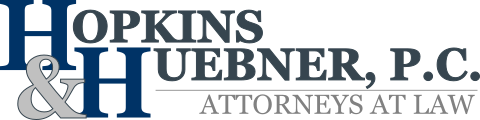 HOPKINS
& HUEBNER, P.C.
ATTORNEYS AT LAW